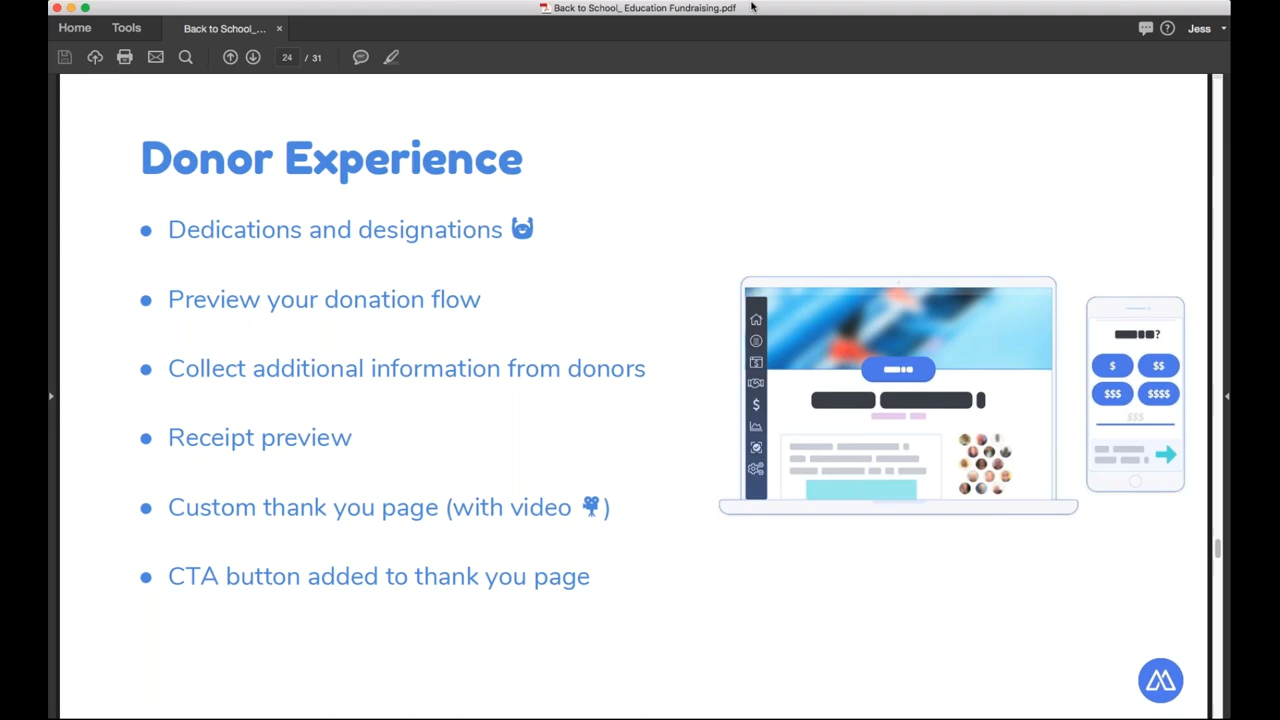 Back to School_ Education Fundraising.pdf
Home Tools Back to School_... × Jess
24 / 31
Donor Experience
● Dedications and designations
● Preview your donation flow
● Collect additional information from donors
● Receipt preview
● Custom thank you page (with video )
● CTA button added to thank you page
$
?
$ $$
$$$ $$$$
$$$